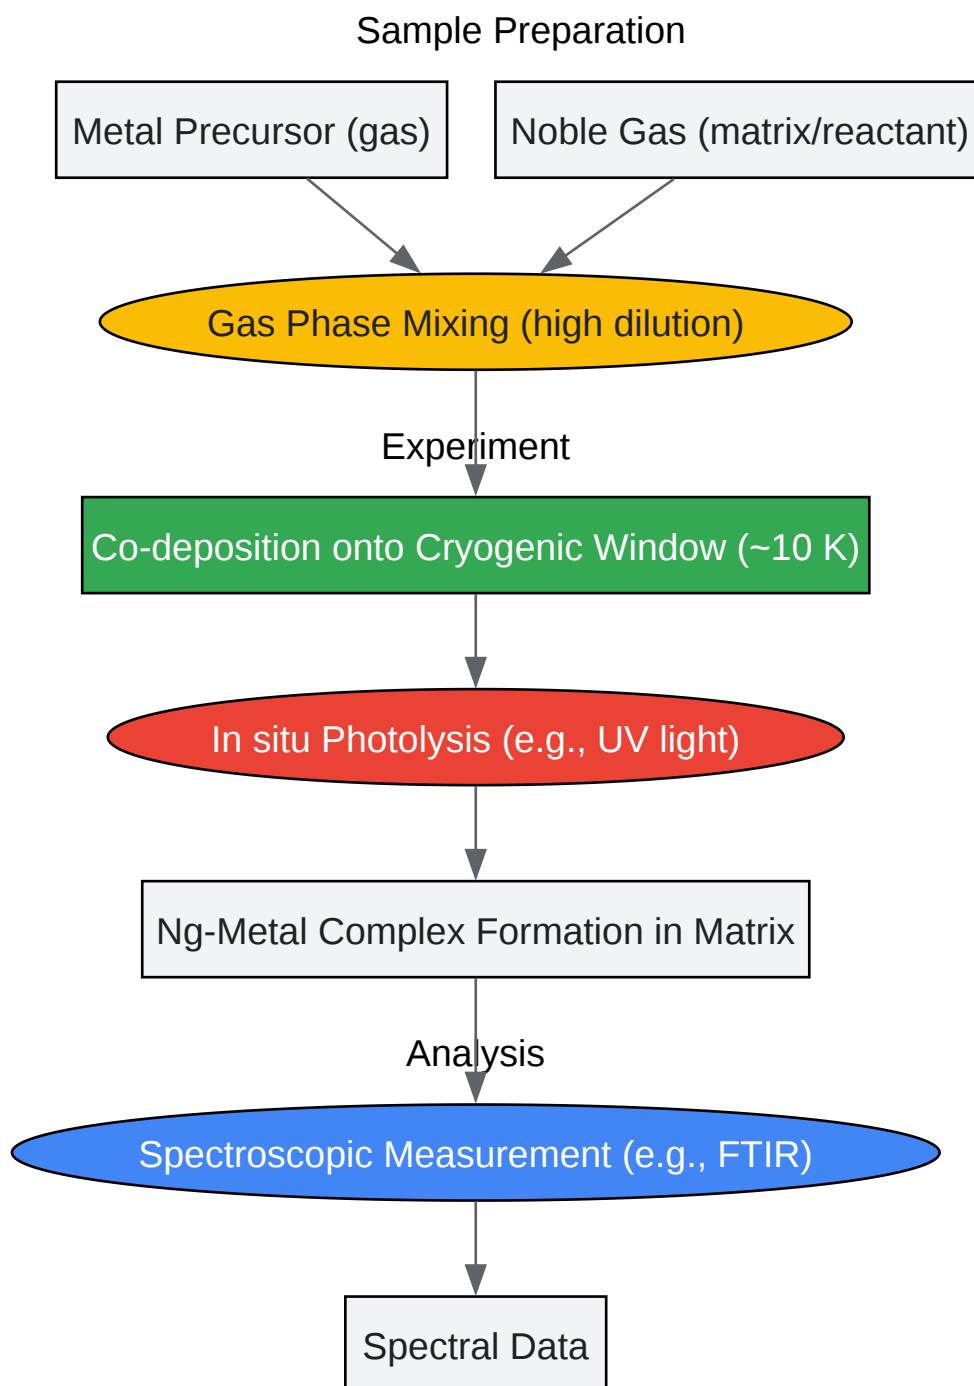 Sample Preparation
Metal Precursor (gas)
Noble Gas (matrix/reactant)
Gas Phase Mixing (high dilution)
Experiment
Co-deposition onto Cryogenic Window (~10 K)
In situ Photolysis (e.g., UV light)
Ng-Metal Complex Formation in Matrix
Analysis
Spectroscopic Measurement (e.g., FTIR)
Spectral Data